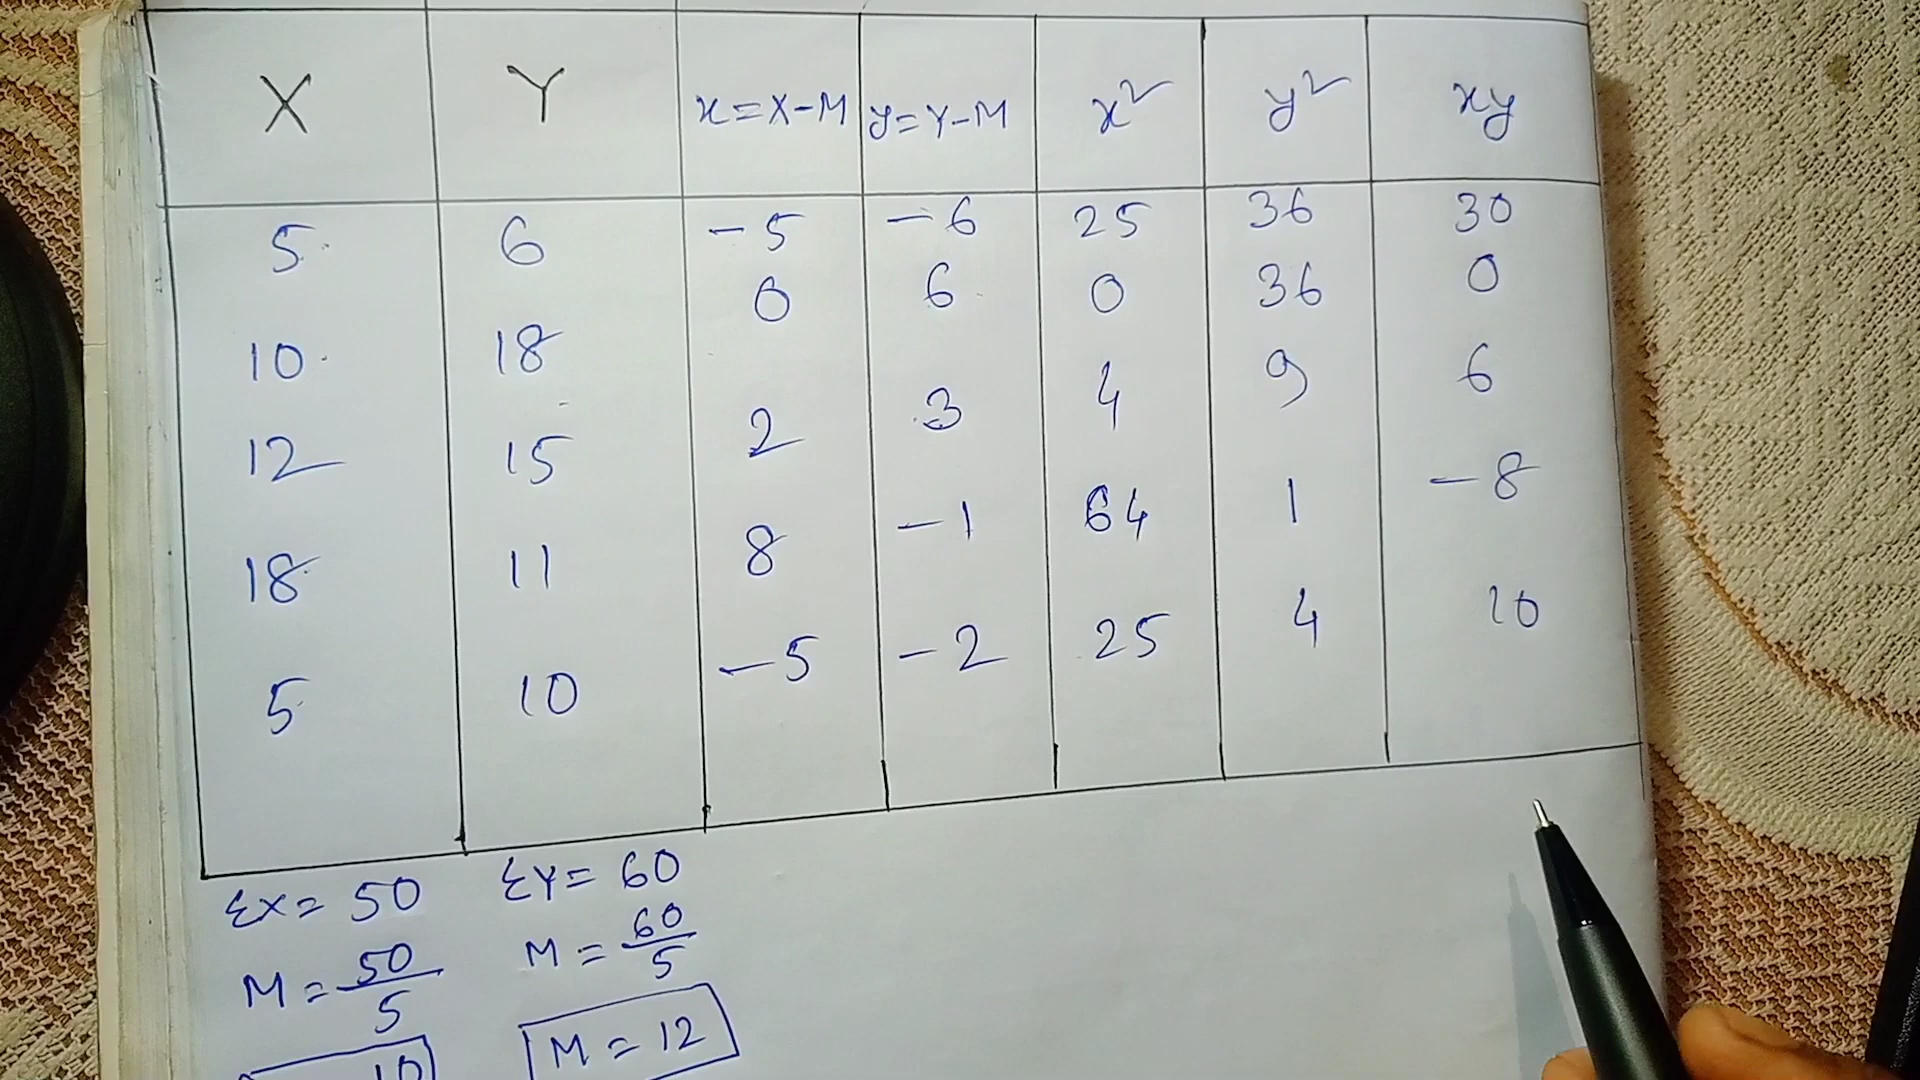 X Y x=X-M y=Y-M x² y² xy
5 6 -5 -6 25 36 30
10 18 0 6 0 36 0
12 15 2 3 4 9 6
18 11 8 -1 64 1 -8
5 10 -5 -2 25 4 10
ΣX= 50 ΣY= 60
M = 50/5 M = 60/5
10 M = 12